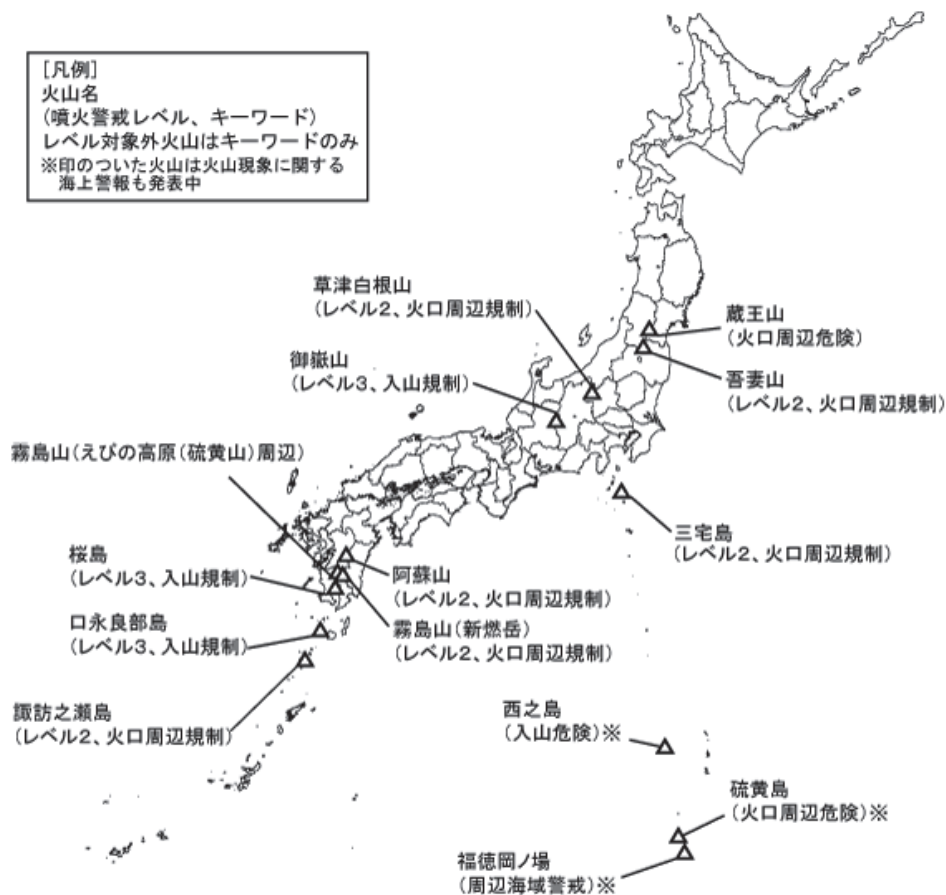 [凡例]
火山名
(噴火警戒レベル、キーワード)
レベル対象外火山はキーワードのみ
※印のついた火山は火山現象に関する
海上警報も発表中
草津白根山
(レベル2、火口周辺規制)
蔵王山
(火口周辺危険)
御嶽山
(レベル3、入山規制)
吾妻山
(レベル2、火口周辺規制)
霧島山(えびの高原(硫黄山)周辺)
三宅島
(レベル2、火口周辺規制)
桜島
(レベル3、入山規制)
阿蘇山
(レベル2、火口周辺規制)
口永良部島
(レベル3、入山規制)
霧島山(新燃岳)
(レベル2、火口周辺規制)
諏訪之瀬島
(レベル2、火口周辺規制)
西之島
(入山危険)※
硫黄島
(火口周辺危険)※
福徳岡ノ場
(周辺海域警戒)※